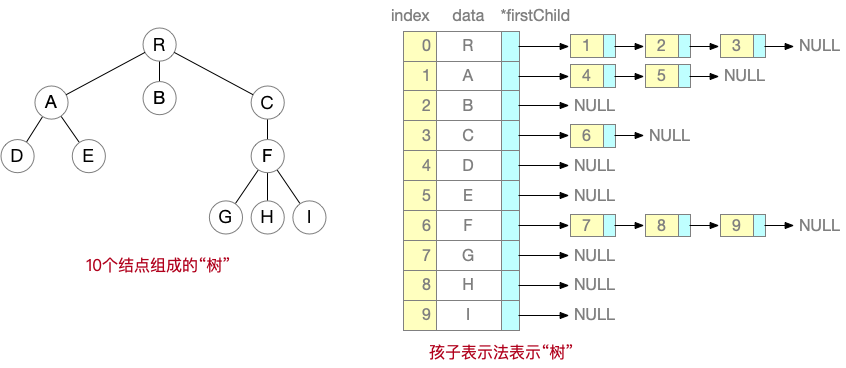 R
A
B
C
D
E
F
G
H
I
10个结点组成的“树”
index data *firstChild
0 R 1 2 3 NULL
1 A 4 5 NULL
2 B NULL
3 C 6 NULL
4 D NULL
5 E NULL
6 F 7 8 9 NULL
7 G NULL
8 H NULL
9 I NULL
孩子表示法表示“树”